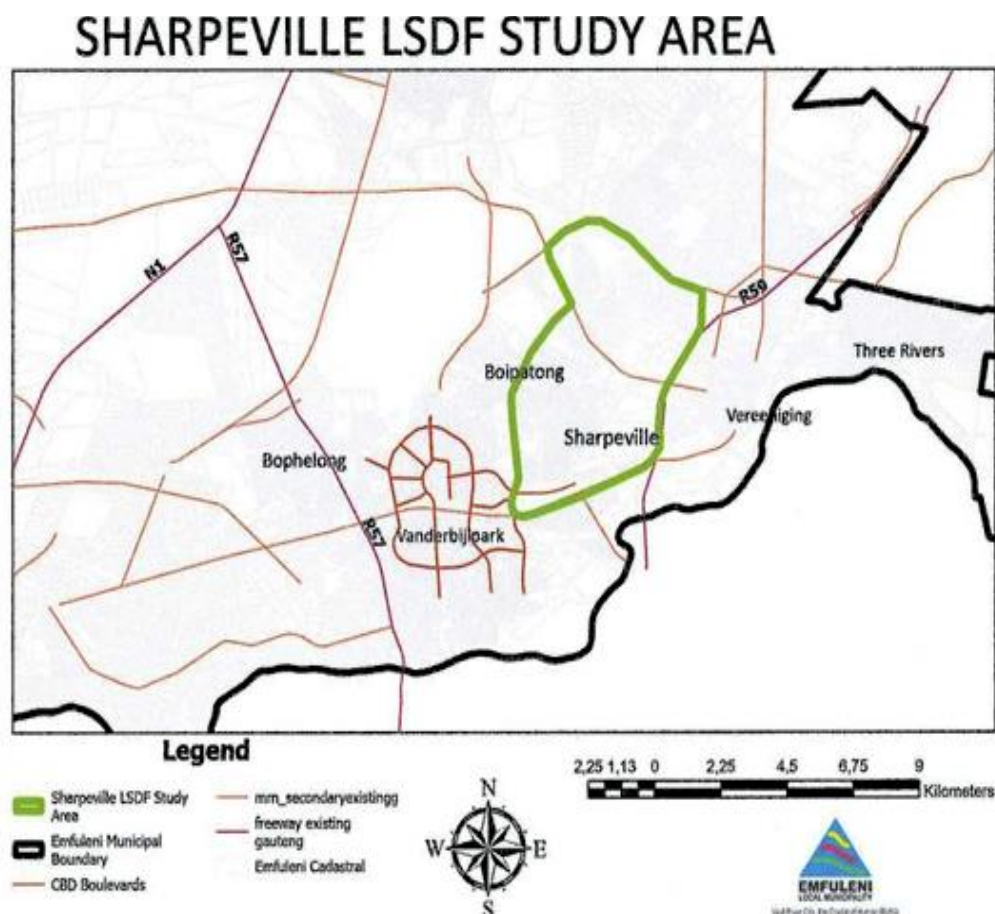 SHARPEVILLE LSDF STUDY AREA
N1
R57
R59
Three Rivers
Boipatong
Vereeniging
Sharpeville
Bophelong
R57
Vanderbijlpark
Legend
Sharpeville LSDF Study
Area
Emfuleni Municipal
Boundary
CBD Boulevards
mm_secondaryexistingg
freeway existing
gauteng
Emfuleni Cadastral
N
W E
S
2,25 1,13 0 2,25 4,5 6,75 9
Kilometers
EMFULENI
LOCAL MUNICIPALITY